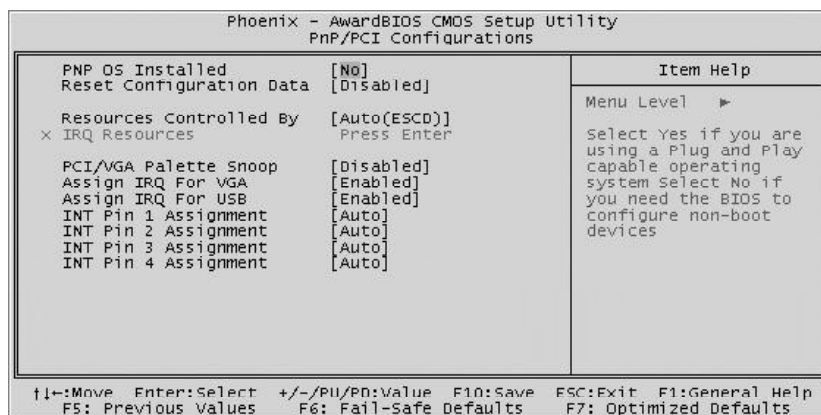 Phoenix - AwardBIOS CMOS Setup Utility
PnP/PCI Configurations
PNP OS Installed [No]
Reset Configuration Data [Disabled]
Resources Controlled By [Auto(ESCD)]
x IRQ Resources Press Enter
PCI/VGA Palette Snoop [Disabled]
Assign IRQ For VGA [Enabled]
Assign IRQ For USB [Enabled]
INT Pin 1 Assignment [Auto]
INT Pin 2 Assignment [Auto]
INT Pin 3 Assignment [Auto]
INT Pin 4 Assignment [Auto]
Item Help
Menu Level ►
Select Yes if you are
using a Plug and Play
capable operating
system Select No if
you need the BIOS to
configure non-boot
devices
↑↓←:Move Enter:Select +/-/PU/PD:Value F10:Save ESC:Exit F1:General Help
F5: Previous Values F6: Fail-Safe Defaults F7: Optimized Defaults